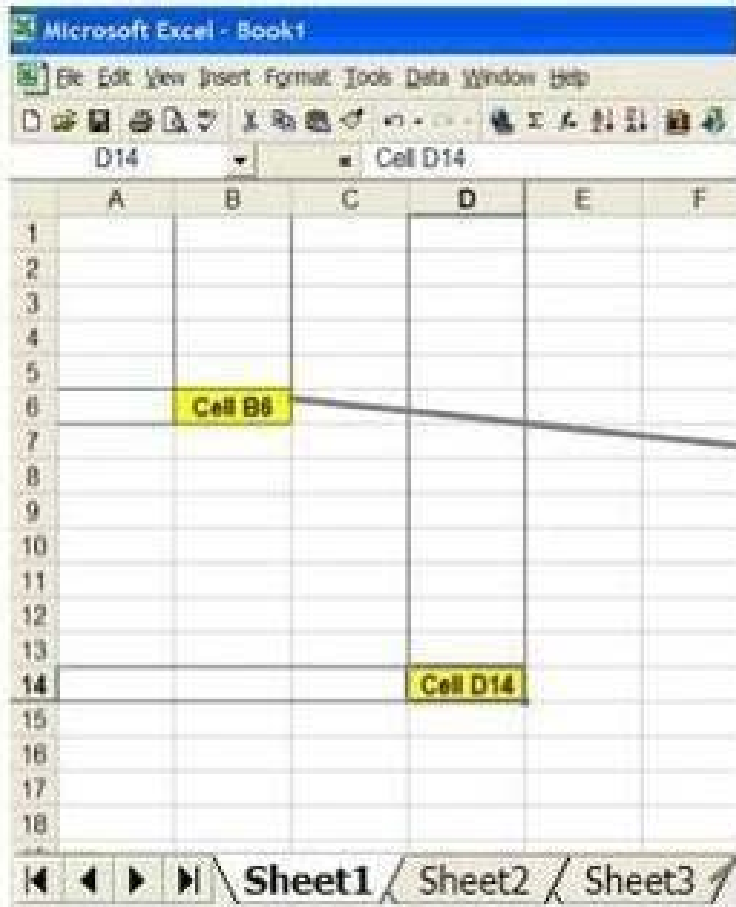 Microsoft Excel - Book1
File Edit View Insert Format Tools Data Window Help
D14 = Cell D14
A B C D E F
1
2
3
4
5
6 Cell B6
7
8
9
10
11
12
13
14 Cell D14
15
16
17
18
Sheet1 Sheet2 Sheet3